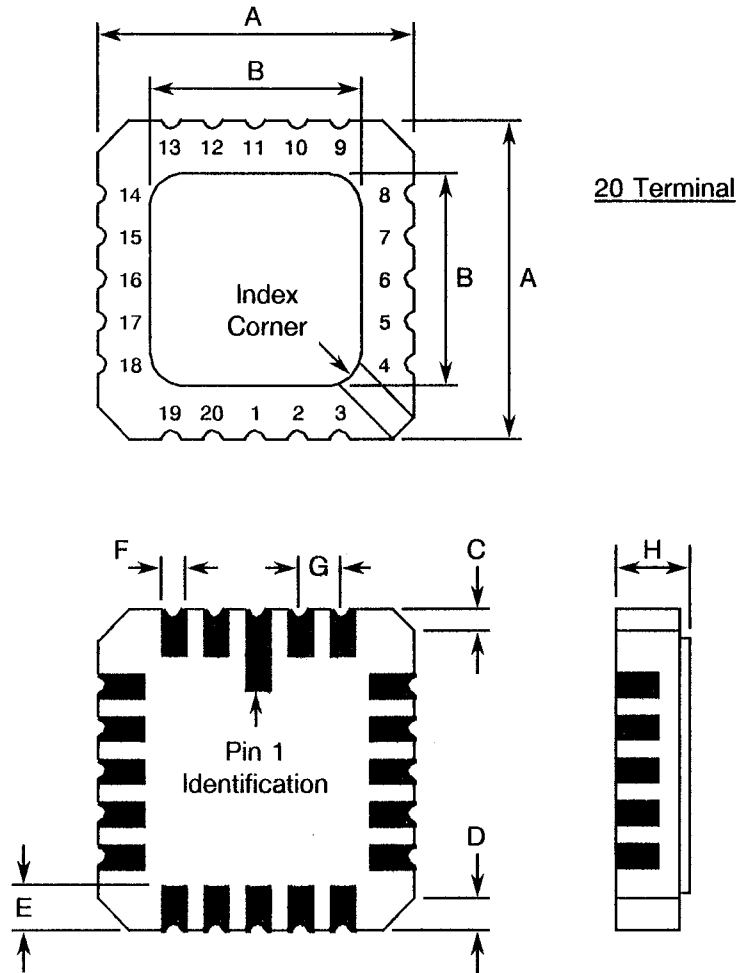 A
B
13 12 11 10 9
20 Terminal
14 8
15 7
16 6
17 5
18 4
Index
Corner
B
A
19 20 1 2 3
F
G
C
H
Pin 1
Identification
D
E